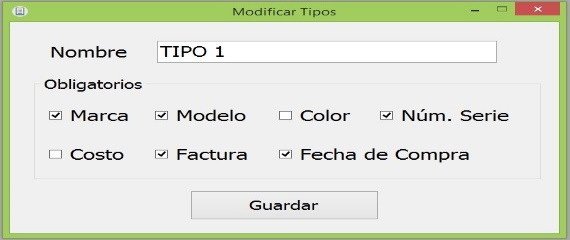 Modificar Tipos
Nombre TIPO 1
Obligatorios
Marca Modelo Color Núm. Serie
Costo Factura Fecha de Compra
Guardar